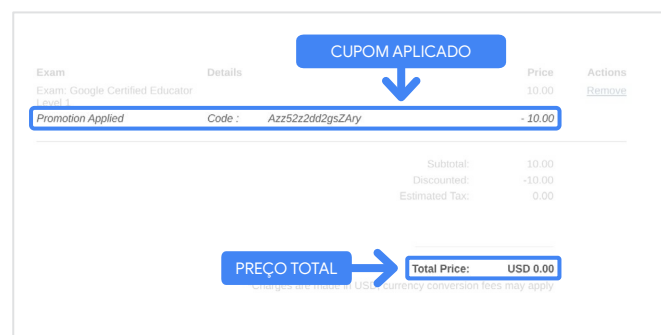 CUPOM APLICADO
Exam Details Price Actions
Exam: Google Certified Educator 10.00 Remove
Level 1
Promotion Applied Code : Azz52z2dd2gsZAry - 10.00
Subtotal: 10.00
Discounted: -10.00
Estimated Tax: 0.00
PREÇO TOTAL Total Price: USD 0.00
Charges are made in USD, currency conversion fees may apply